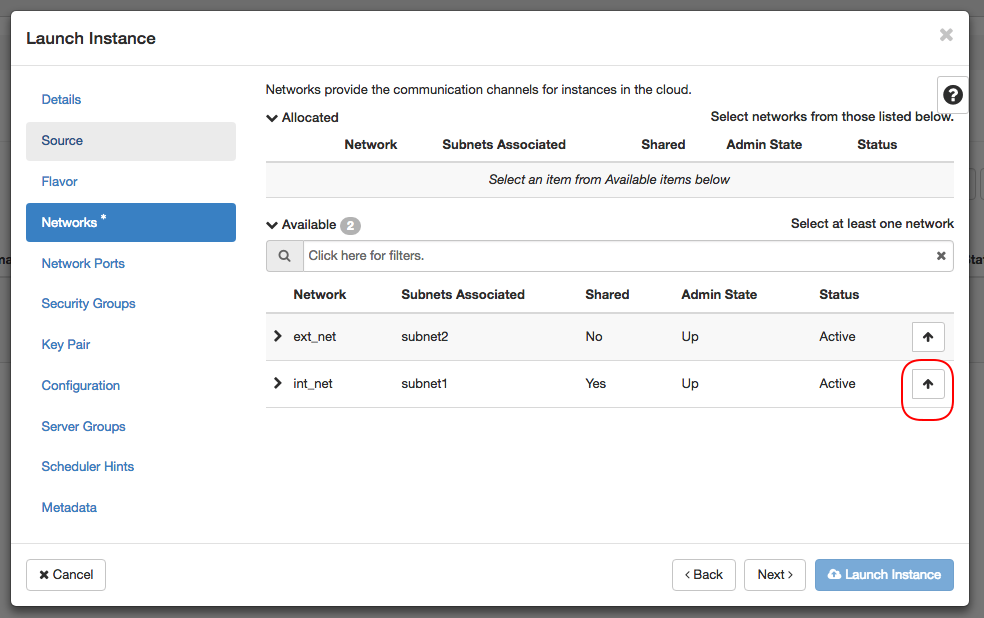 Launch Instance
Details
Source
Flavor
Networks *
Network Ports
Security Groups
Key Pair
Configuration
Server Groups
Scheduler Hints
Metadata
Networks provide the communication channels for instances in the cloud.
Allocated
Select networks from those listed below.
Network Subnets Associated Shared Admin State Status
Select an item from Available items below
Available 2
Select at least one network
Click here for filters.
Network Subnets Associated Shared Admin State Status
ext_net subnet2 No Up Active
int_net subnet1 Yes Up Active
Cancel
Back
Next
Launch Instance